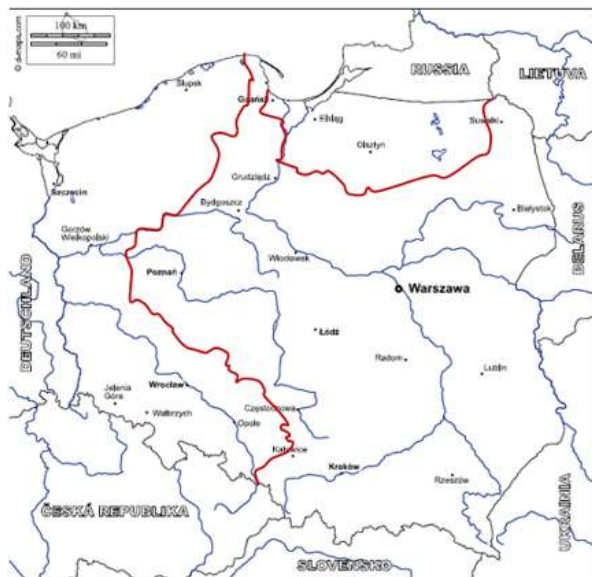 100 km
60 mi
© d-maps.com
RUSSIA
LIETUVA
Słupsk
Gdańsk
Elbląg
Suwałki
Olsztyn
Szczecin
Grudziądz
Bydgoszcz
Białystok
Gorzów
Wielkopolski
BELARUS
DEUTSCHLAND
Poznań
Włocławek
Warszawa
Łódź
Radom
Lublin
Jelenia
Góra
Wrocław
Wałbrzych
Częstochowa
Opole
Katowice
Kraków
Rzeszów
ČESKÁ REPUBLIKA
UKRAINIA
SLOVENSKO